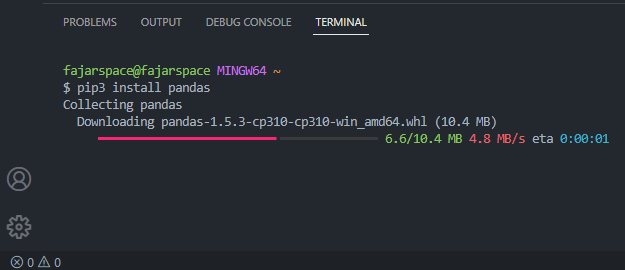 PROBLEMS OUTPUT DEBUG CONSOLE TERMINAL
fajarspace@fajarspace MINGW64 ~
$ pip3 install pandas
Collecting pandas
Downloading pandas-1.5.3-cp310-cp310-win_amd64.whl (10.4 MB)
6.6/10.4 MB 4.8 MB/s eta 0:00:01
0 0